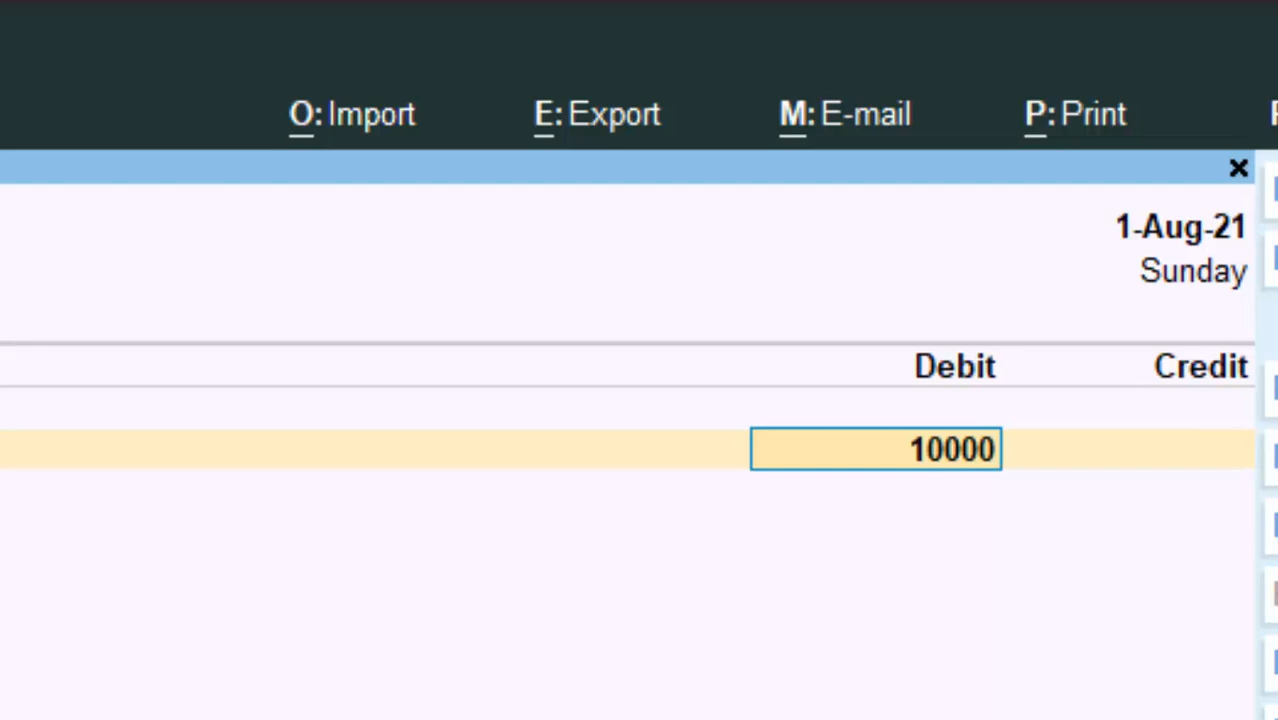 O: Import E: Export M: E-mail P: Print
1-Aug-21
Sunday
Debit Credit
10000